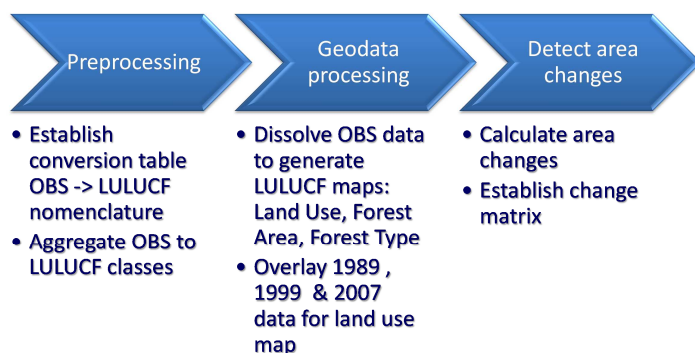 Preprocessing
• Establish
conversion table
OBS -> LULUCF
nomenclature
• Aggregate OBS to
LULUCF classes
Geodata
processing
• Dissolve OBS data
to generate
LULUCF maps:
Land Use, Forest
Area, Forest Type
• Overlay 1989 ,
1999 & 2007
data for land use
map
Detect area
changes
• Calculate area
changes
• Establish change
matrix